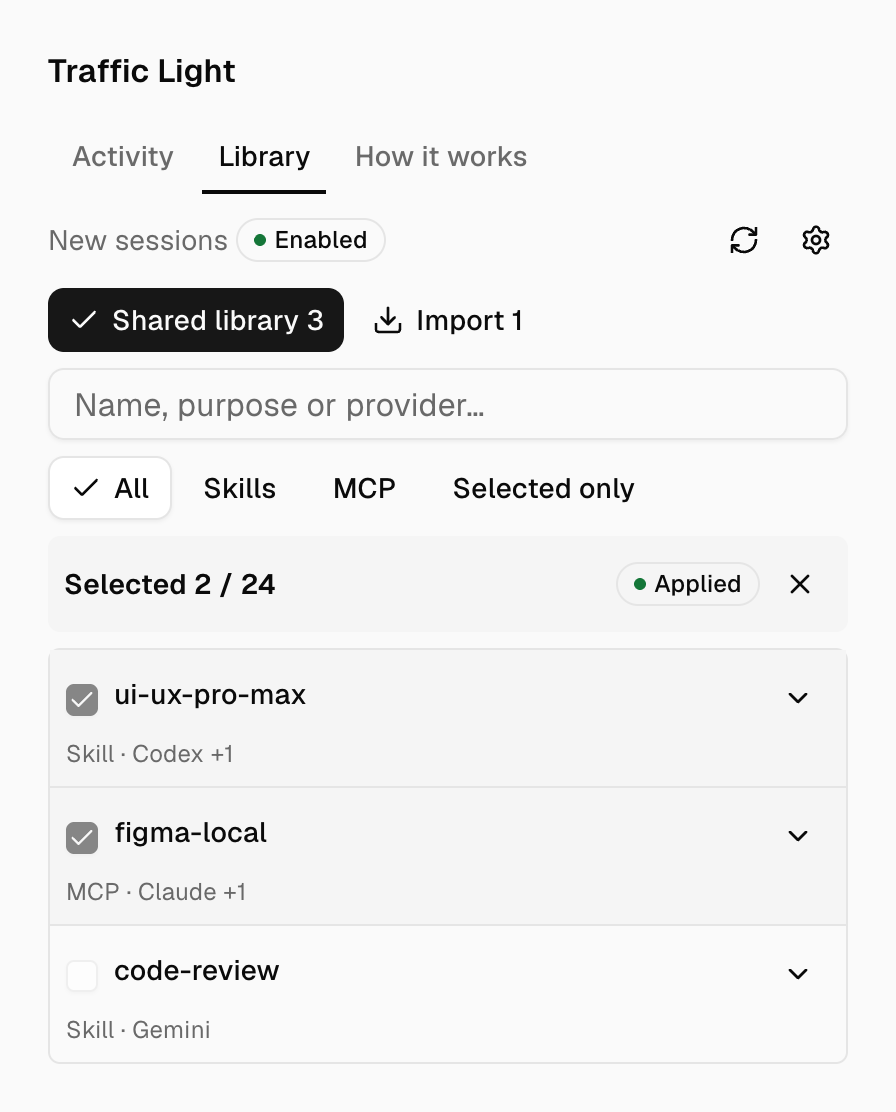 Traffic Light
Activity Library How it works
New sessions Enabled
Shared library 3 Import 1
Name, purpose or provider…
All Skills MCP Selected only
Selected 2 / 24 Applied
ui-ux-pro-max
Skill · Codex +1
figma-local
MCP · Claude +1
code-review
Skill · Gemini